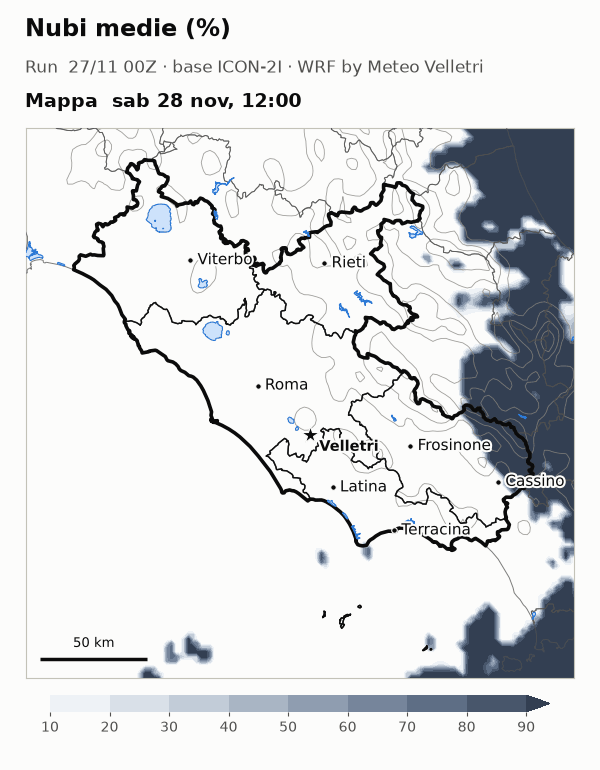 Nubi medie (%)
Run 27/11 00Z · base ICON-2I · WRF by Meteo Velletri
Mappa sab 28 nov, 12:00
Viterbo
Rieti
Roma
Velletri
Frosinone
Latina
Cassino
Terracina
50 km
10 20 30 40 50 60 70 80 90